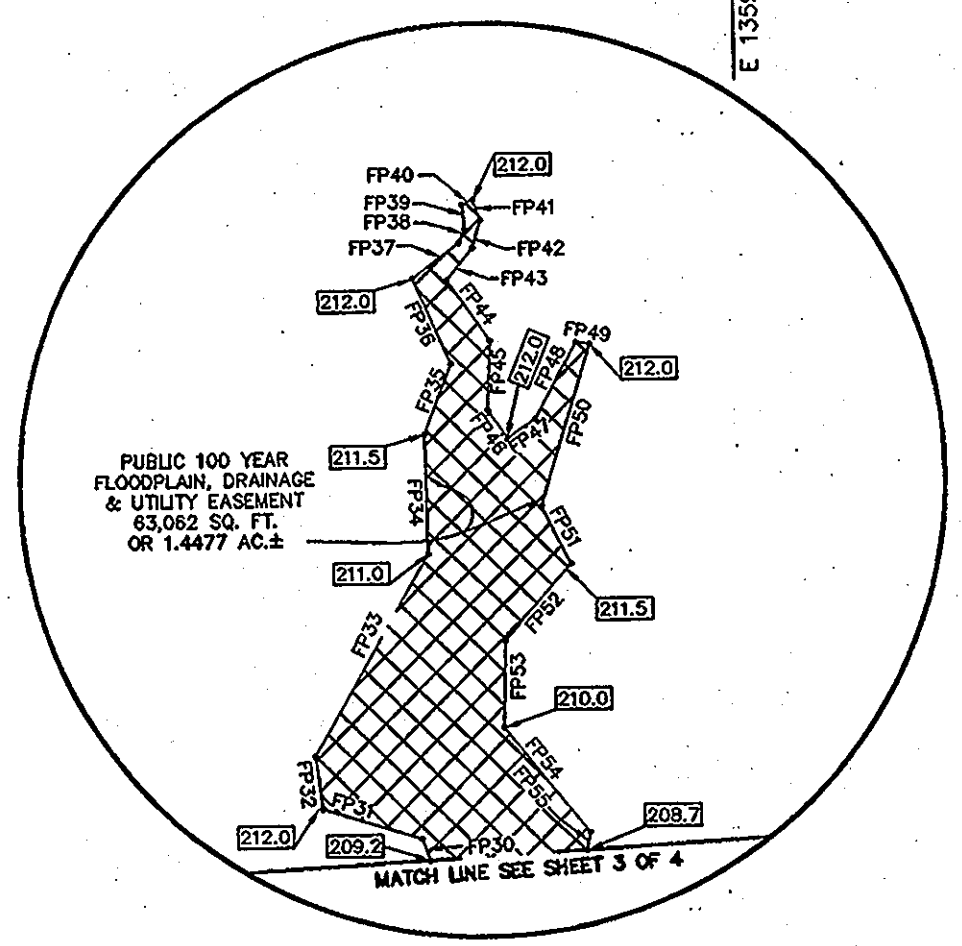 E 1359
212.0
FP40
FP39
FP41
FP38
FP42
FP37
FP43
212.0
FP36
FP44
FP49
212.0
FP48
FP45
212.0
FP35
FP50
FP47
FP46
211.5
PUBLIC 100 YEAR
FLOODPLAIN, DRAINAGE
& UTILITY EASEMENT
63,062 SQ. FT.
OR 1.4477 AC.±
FP34
FP51
211.0
211.5
FP52
FP33
FP53
210.0
FP54
FP55
FP32
FP31
208.7
212.0
209.2
FP30
MATCH LINE SEE SHEET 3 OF 4